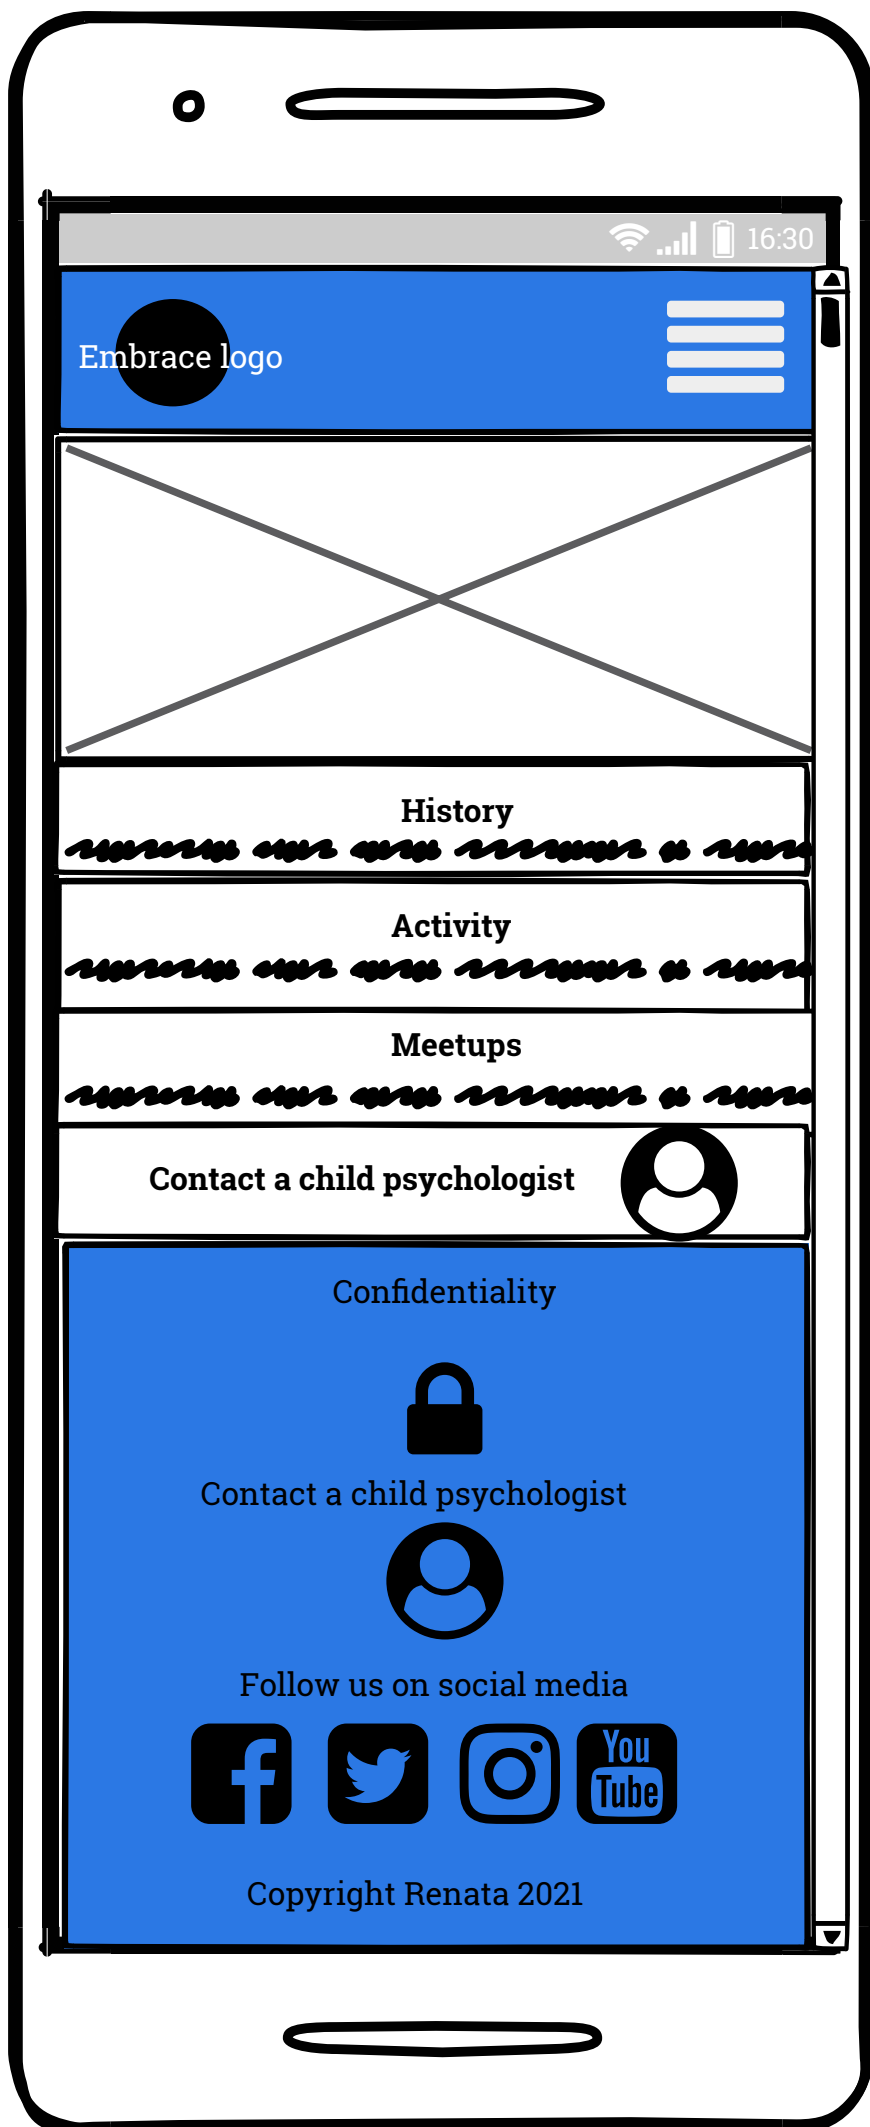 16:30
Embrace logo
History
Activity
Meetups
Contact a child psychologist
Confidentiality
Contact a child psychologist
Follow us on social media
You
Tube
Copyright Renata 2021